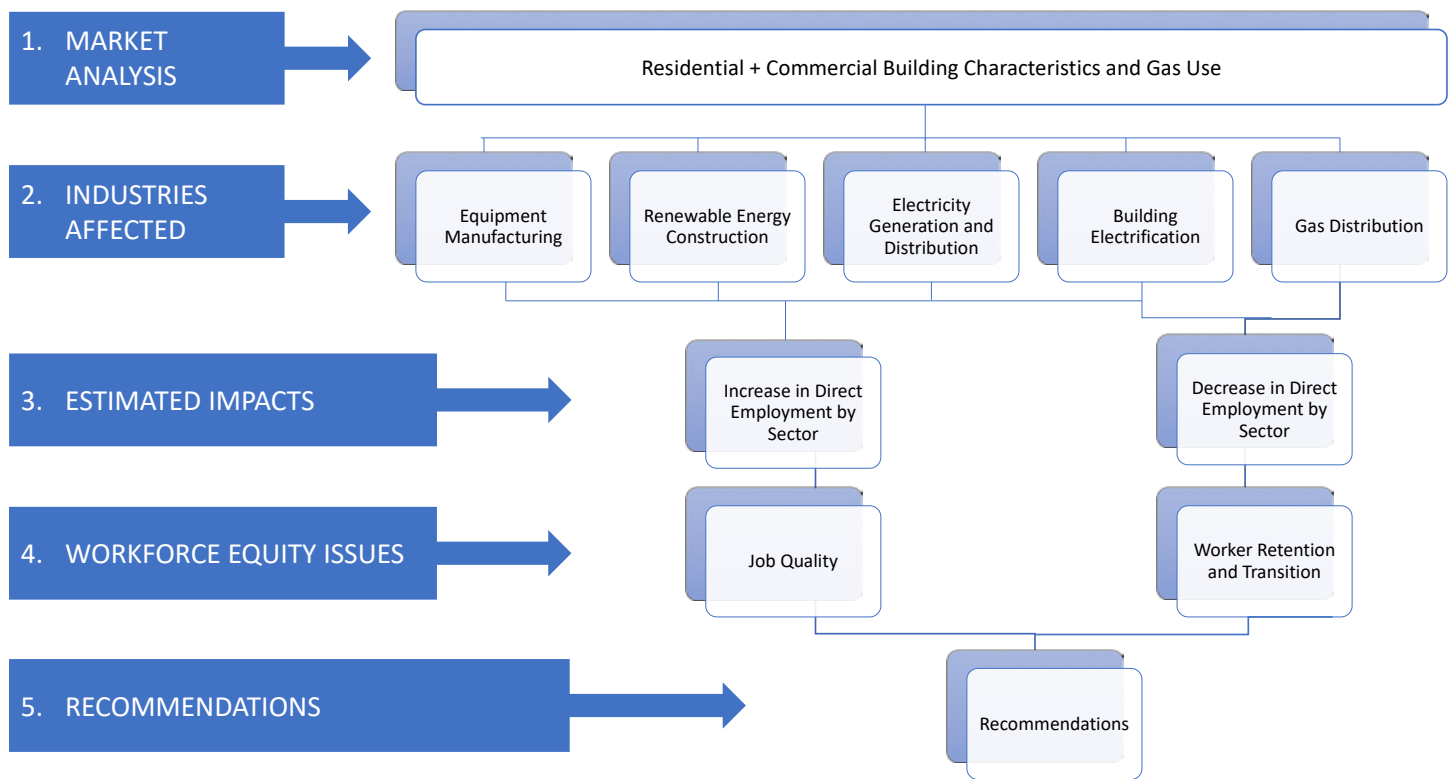 1. MARKET
ANALYSIS
Residential + Commercial Building Characteristics and Gas Use
2. INDUSTRIES
AFFECTED
Equipment
Manufacturing
Renewable Energy
Construction
Electricity
Generation and
Distribution
Building
Electrification
Gas Distribution
3. ESTIMATED IMPACTS
Increase in Direct
Employment by
Sector
Decrease in Direct
Employment by
Sector
4. WORKFORCE EQUITY ISSUES
Job Quality
Worker Retention
and Transition
5. RECOMMENDATIONS
Recommendations